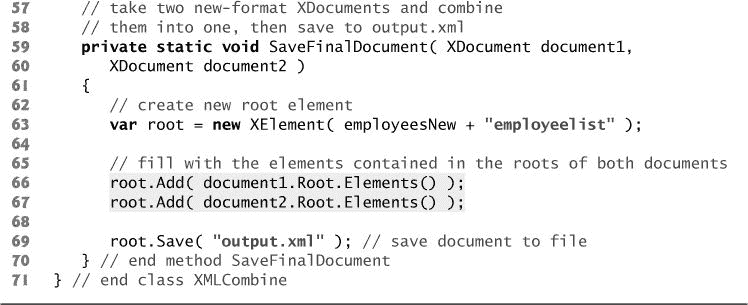 57 // take two new-format XDocuments and combine
58 // them into one, then save to output.xml
59 private static void SaveFinalDocument( XDocument document1,
60 XDocument document2 )
61 {
62 // create new root element
63 var root = new XElement( employeesNew + "employeelist" );
64
65 // fill with the elements contained in the roots of both documents
66 root.Add( document1.Root.Elements() );
67 root.Add( document2.Root.Elements() );
68
69 root.Save( "output.xml" ); // save document to file
70 } // end method SaveFinalDocument
71 } // end class XMLCombine